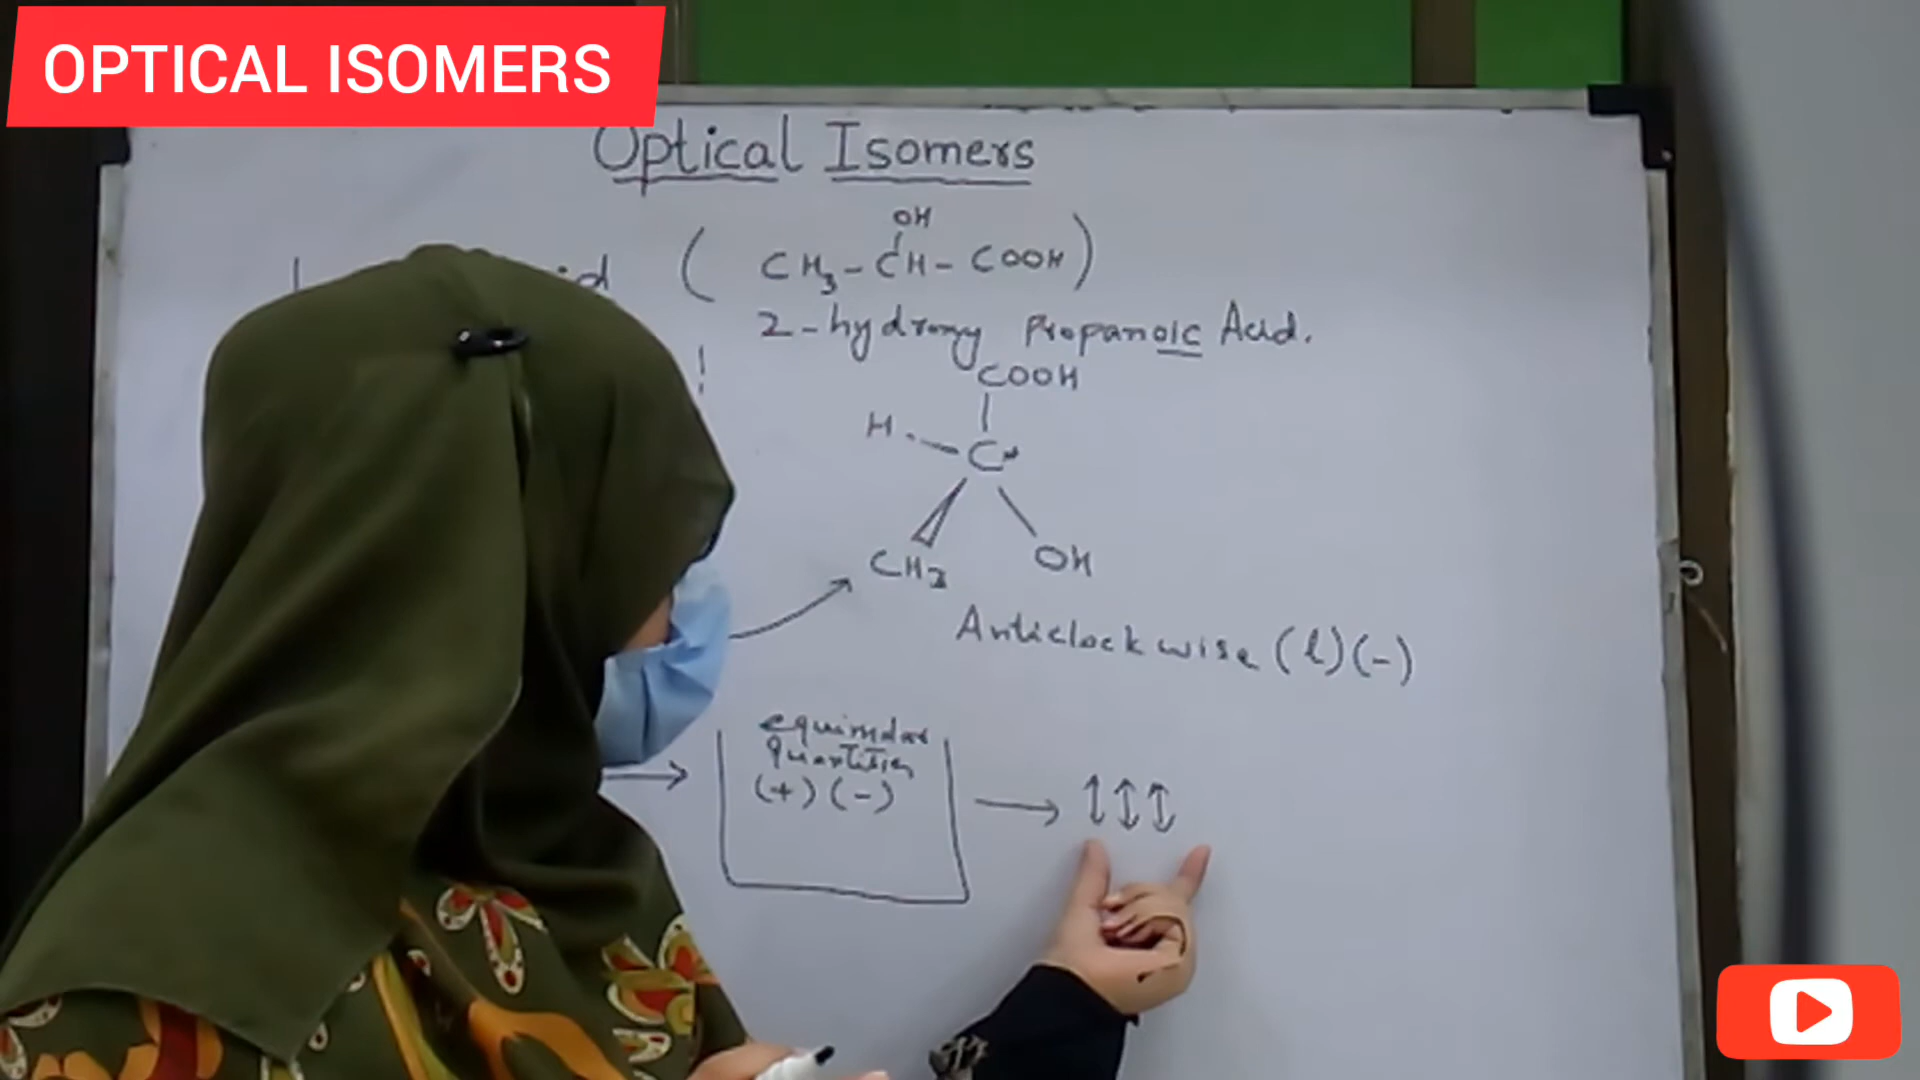 OPTICAL ISOMERS
Optical Isomers
OH
CH3-CH-COOH)
(
2-hydroxy Propanoic Acid.
COOH
H
C*
CH3
OH
Anticlockwise (l)(-)
equimolar
quantities
(+)(-)